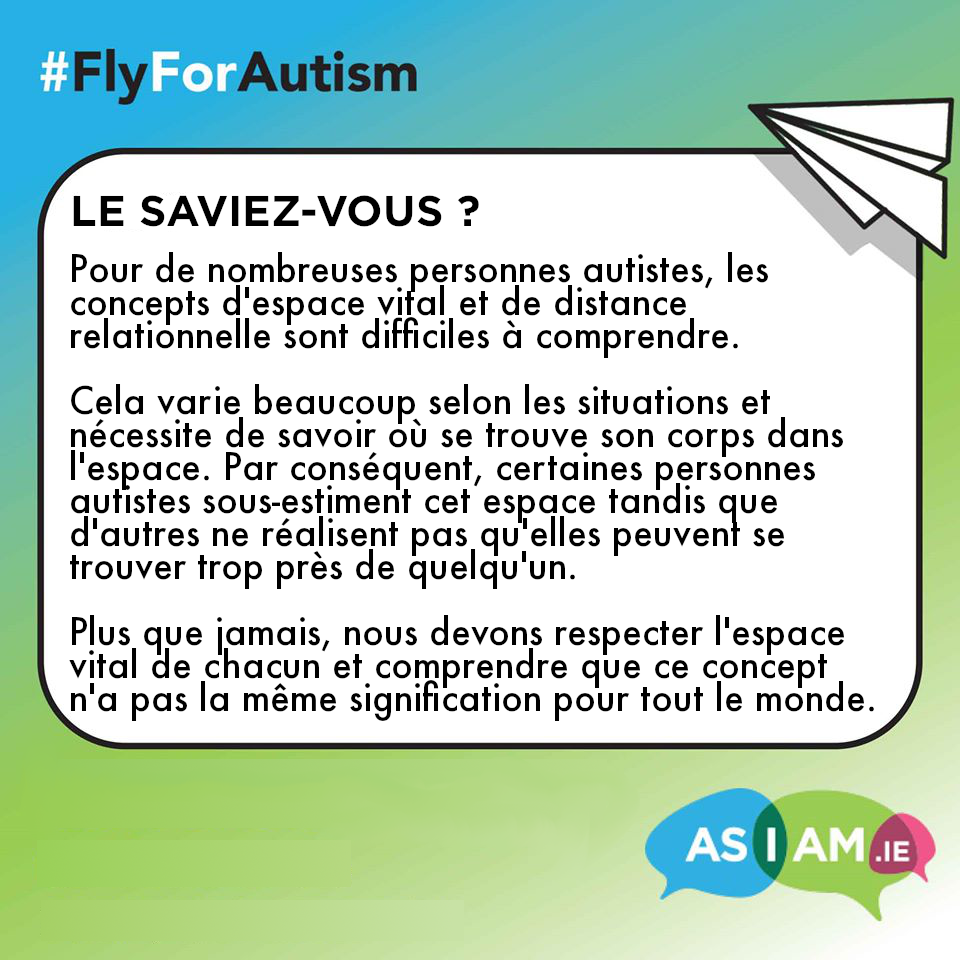 #FlyForAutism
LE SAVIEZ-VOUS ?
Pour de nombreuses personnes autistes, les
concepts d'espace vital et de distance
relationnelle sont difficiles à comprendre.
Cela varie beaucoup selon les situations et
nécessite de savoir où se trouve son corps dans
l'espace. Par conséquent, certaines personnes
autistes sous-estiment cet espace tandis que
d'autres ne réalisent pas qu'elles peuvent se
trouver trop près de quelqu'un.
Plus que jamais, nous devons respecter l'espace
vital de chacun et comprendre que ce concept
n'a pas la même signification pour tout le monde.
AS I AM.IE